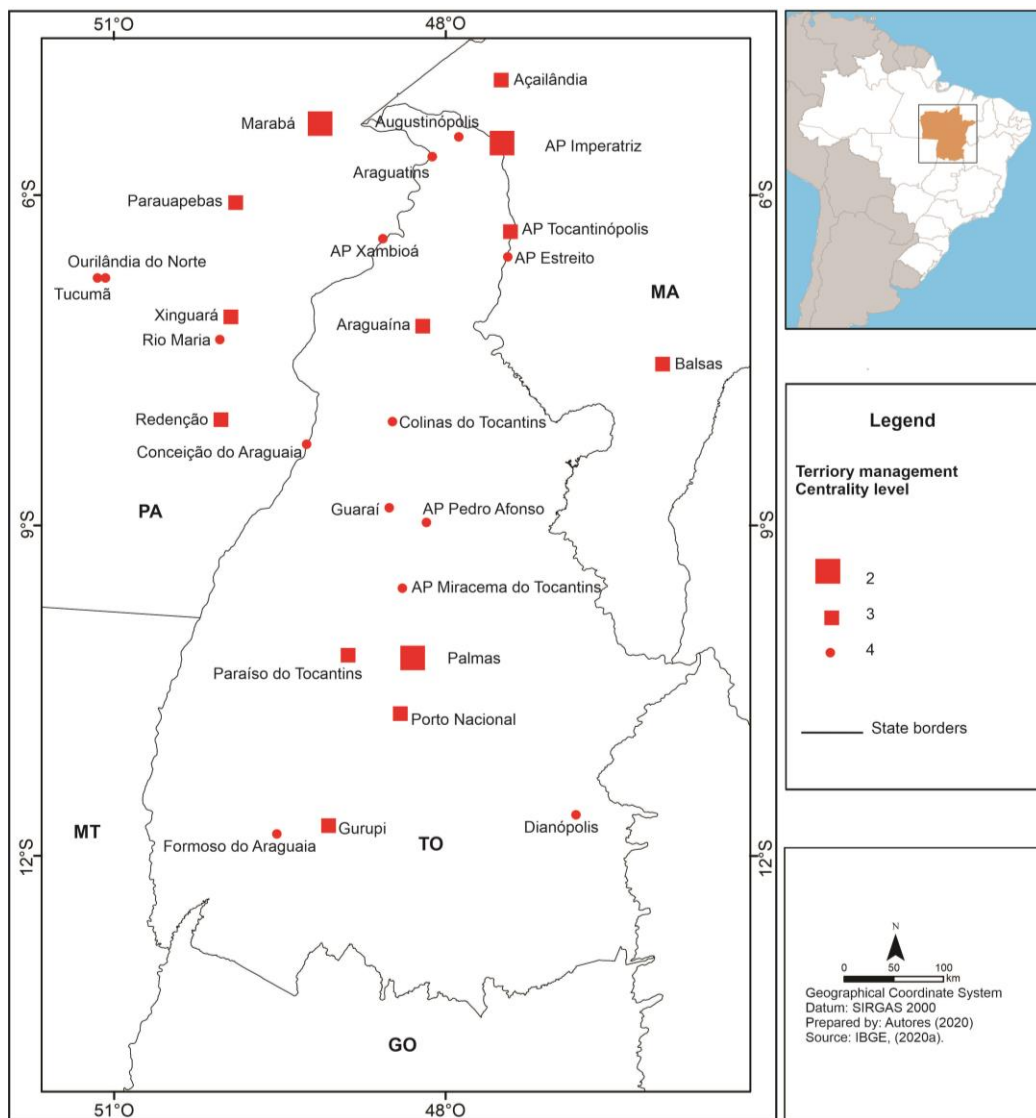 51°O
48°O
Açailândia
Marabá
Augustinópolis
AP Imperatriz
Araguatins
6°S
6°S
Parauapebas
AP Tocantinópolis
AP Xambioá
AP Estreito
Ourilândia do Norte
Tucumã
MA
Xinguará
Araguaína
Rio Maria
Balsas
Redenção
Colinas do Tocantins
Conceição do Araguaia
PA
Guaraí
AP Pedro Afonso
9°S
9°S
AP Miracema do Tocantins
Palmas
Paraíso do Tocantins
Porto Nacional
Dianópolis
MT
Gurupi
Formoso do Araguaia
TO
12°S
12°S
GO
51°O
48°O
Legend
Terriory management
Centrality level
2
3
4
State borders
N
0 50 100
km
Geographical Coordinate System
Datum: SIRGAS 2000
Prepared by: Autores (2020)
Source: IBGE, (2020a).